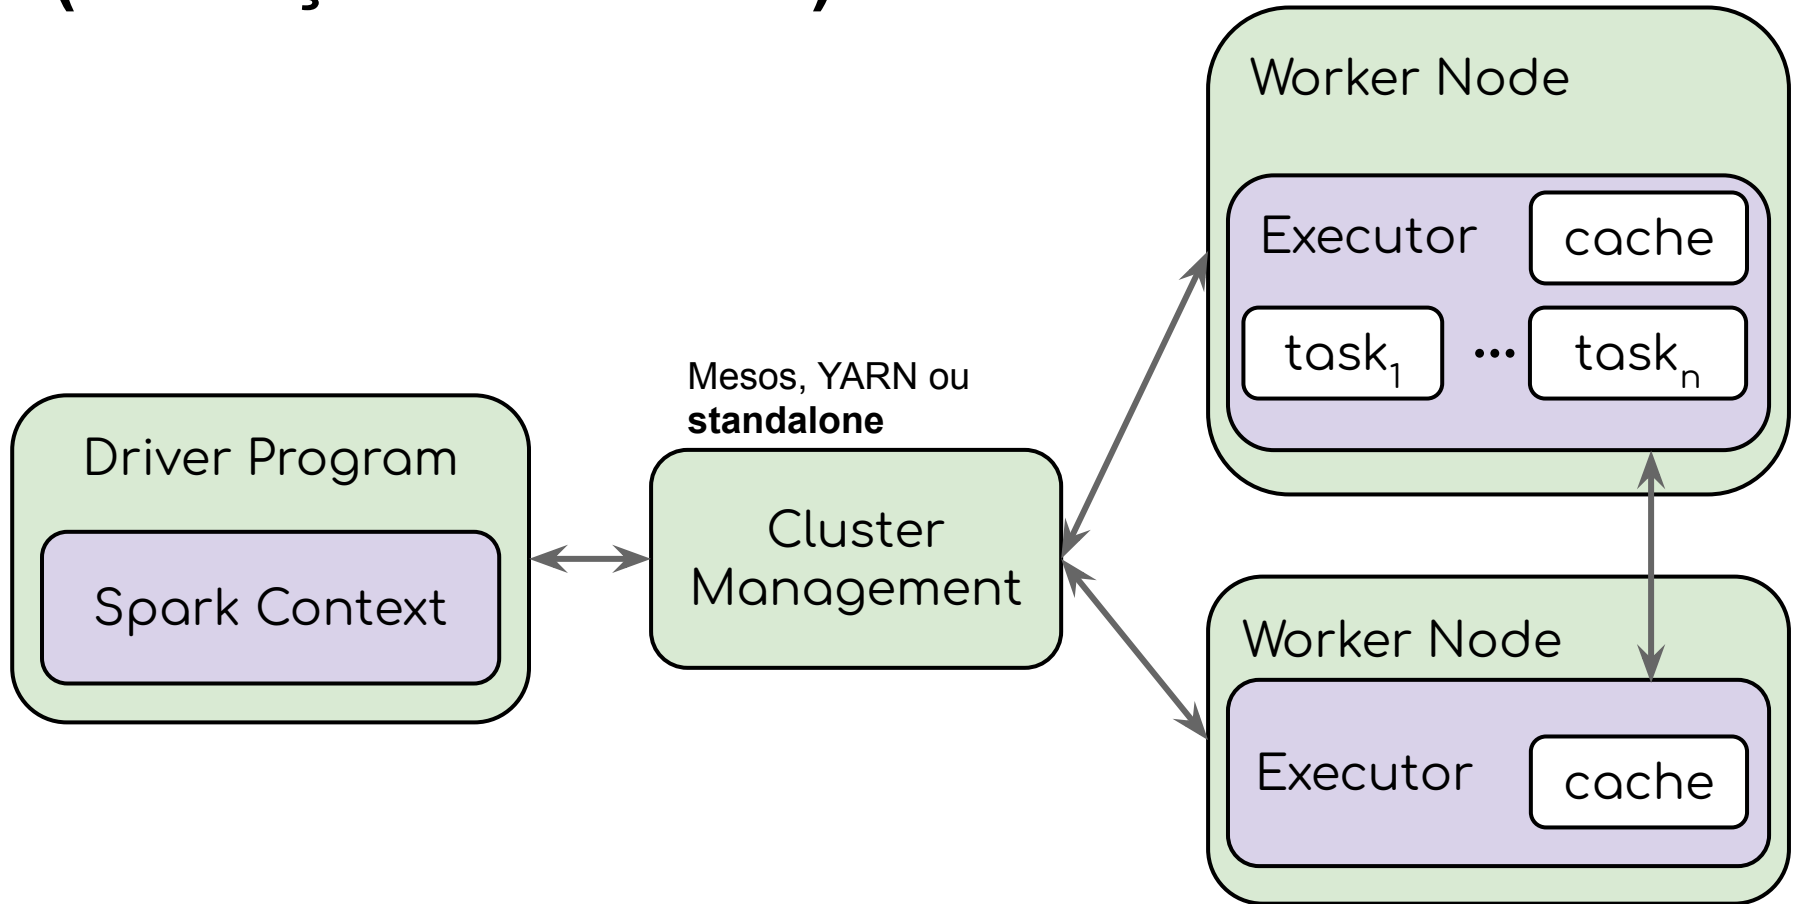 Worker Node
Executor
cache
task1
...
taskn
Mesos, YARN ou
standalone
Driver Program
Spark Context
Cluster
Management
Worker Node
Executor
cache